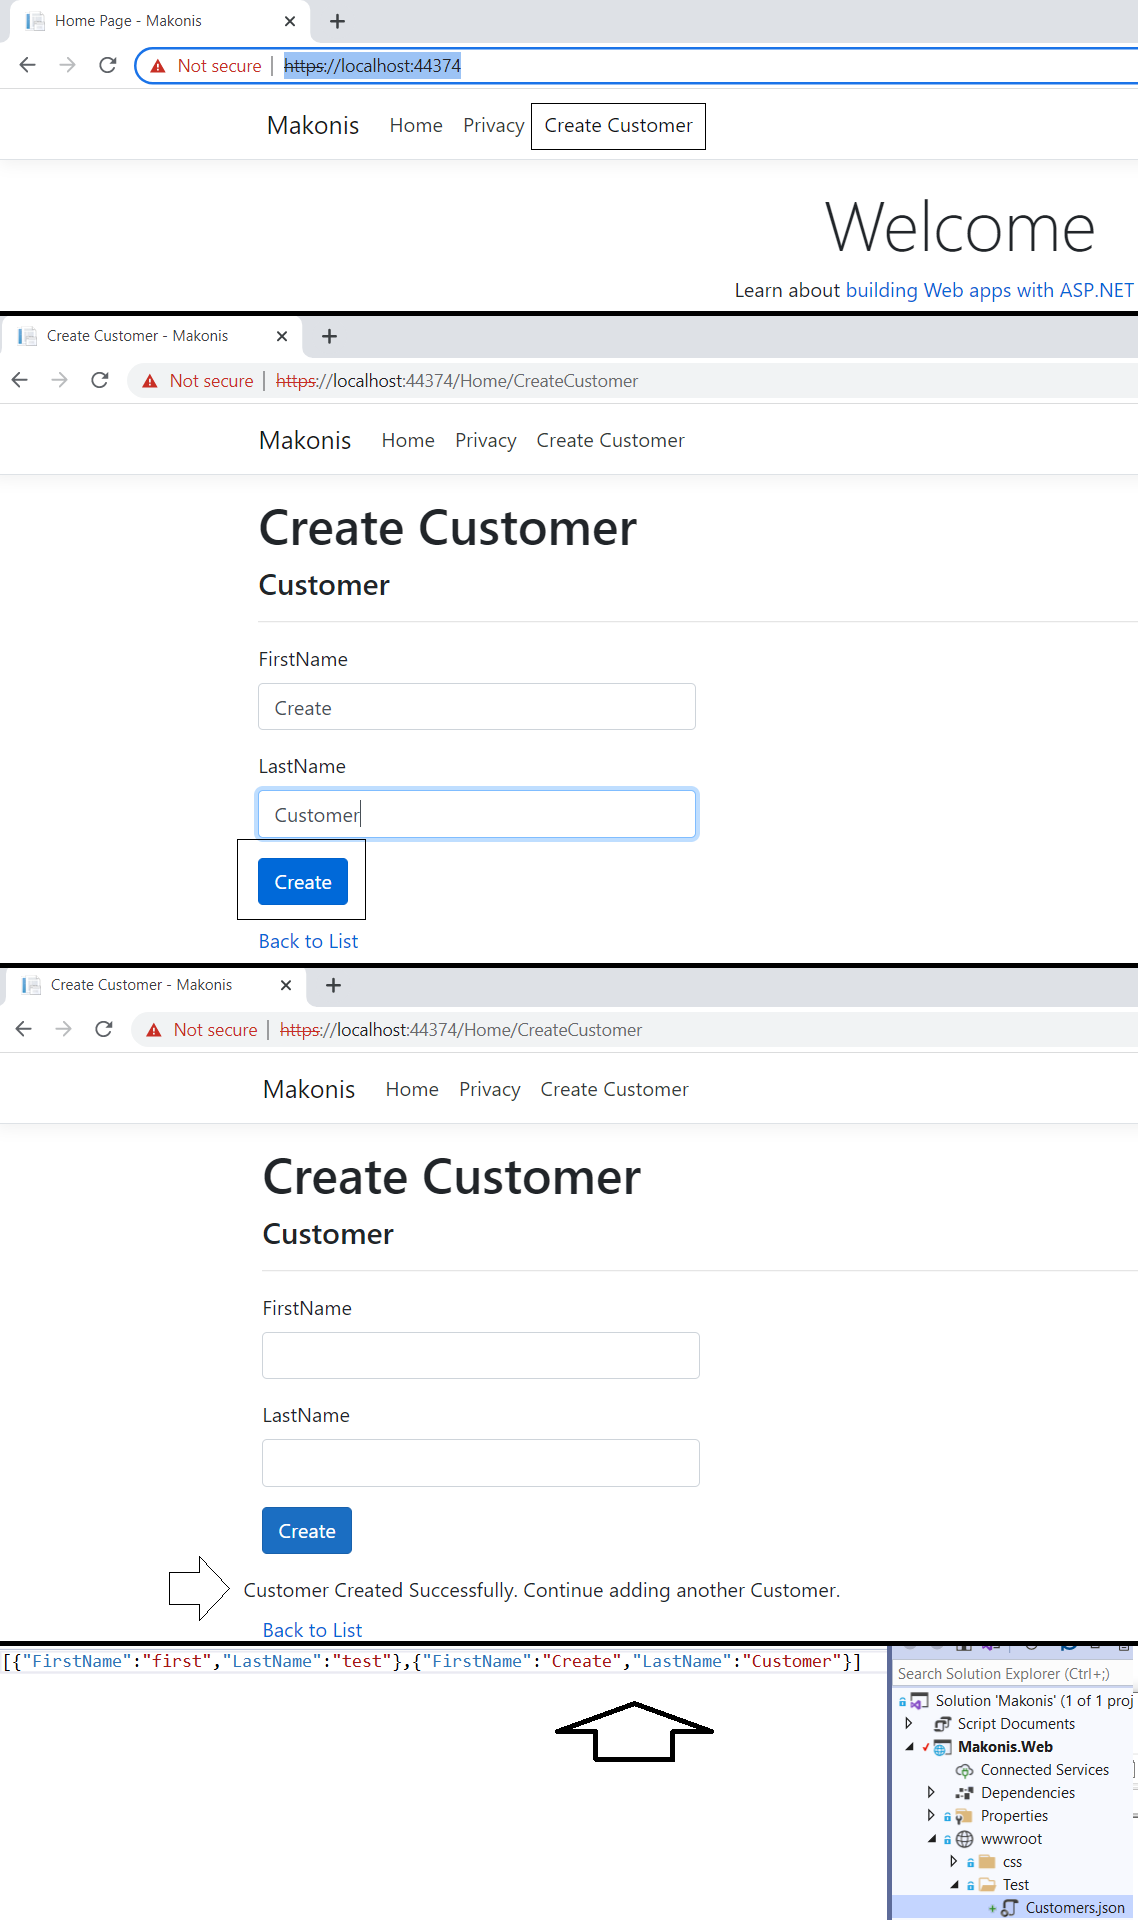 Home Page - Makonis
Not secure | https://localhost:44374
Makonis Home Privacy Create Customer
Welcome
Learn about building Web apps with ASP.NET
Create Customer - Makonis
Not secure | https://localhost:44374/Home/CreateCustomer
Makonis Home Privacy Create Customer
Create Customer
Customer
FirstName
Create
LastName
Customer
Create
Back to List
Create Customer - Makonis
Not secure | https://localhost:44374/Home/CreateCustomer
Makonis Home Privacy Create Customer
Create Customer
Customer
FirstName
LastName
Create
Customer Created Successfully. Continue adding another Customer.
Back to List
[{"FirstName":"first","LastName":"test"},{"FirstName":"Create","LastName":"Customer"}]
Search Solution Explorer (Ctrl+;)
Solution 'Makonis' (1 of 1 proj
Script Documents
Makonis.Web
Connected Services
Dependencies
Properties
wwwroot
css
Test
Customers.json